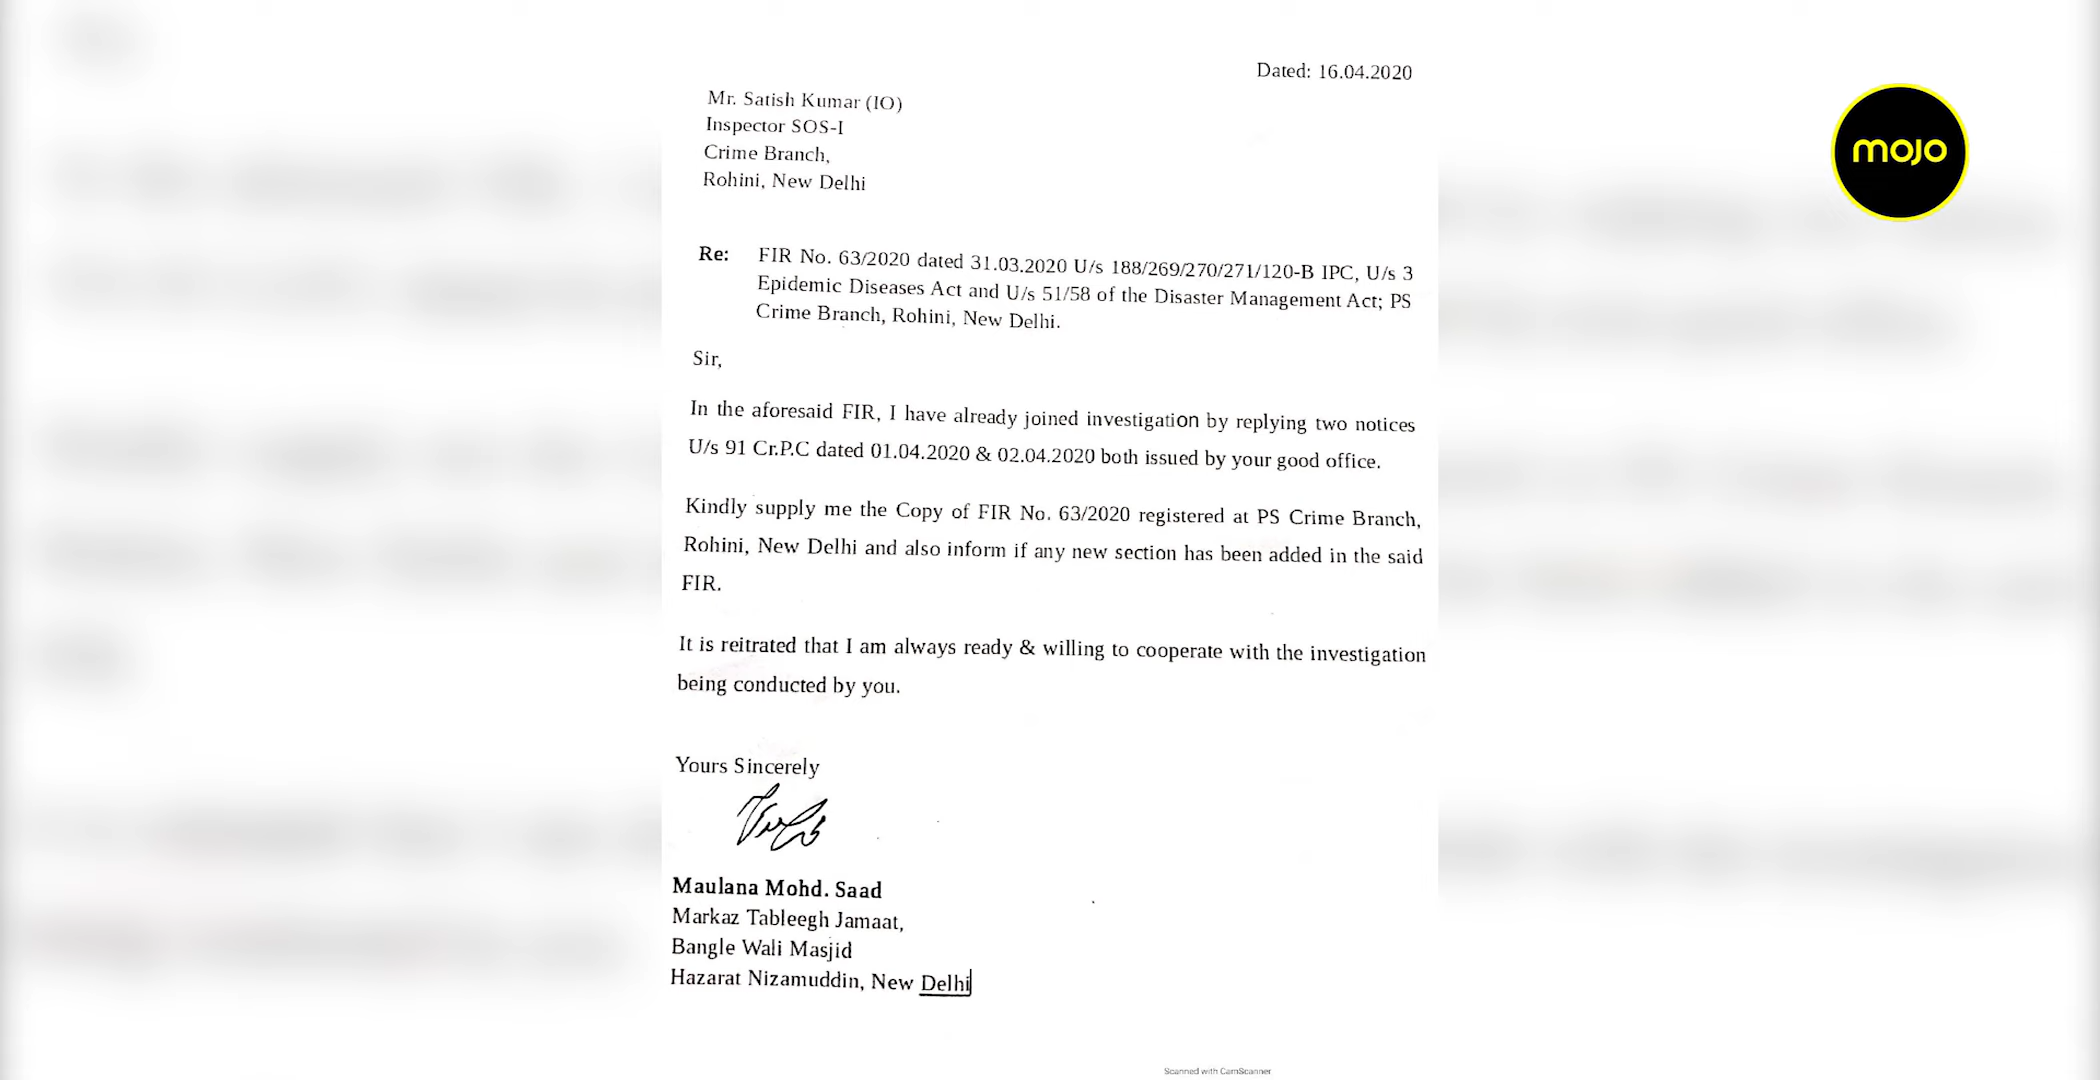 Dated: 16.04.2020
mojo
Mr. Satish Kumar (IO)
Inspector SOS-I
Crime Branch,
Rohini, New Delhi
Re: FIR No. 63/2020 dated 31.03.2020 U/s 188/269/270/271/120-B IPC, U/s 3
Epidemic Diseases Act and U/s 51/58 of the Disaster Management Act; PS
Crime Branch, Rohini, New Delhi.
Sir,
In the aforesaid FIR, I have already joined investigation by replying two notices
U/s 91 Cr.P.C dated 01.04.2020 & 02.04.2020 both issued by your good office.
Kindly supply me the Copy of FIR No. 63/2020 registered at PS Crime Branch,
Rohini, New Delhi and also inform if any new section has been added in the said
FIR.
It is reitrated that I am always ready & willing to cooperate with the investigation
being conducted by you.
Yours Sincerely
Maulana Mohd. Saad
Markaz Tableegh Jamaat,
Bangle Wali Masjid
Hazarat Nizamuddin, New Delhi
Scanned with CamScanner